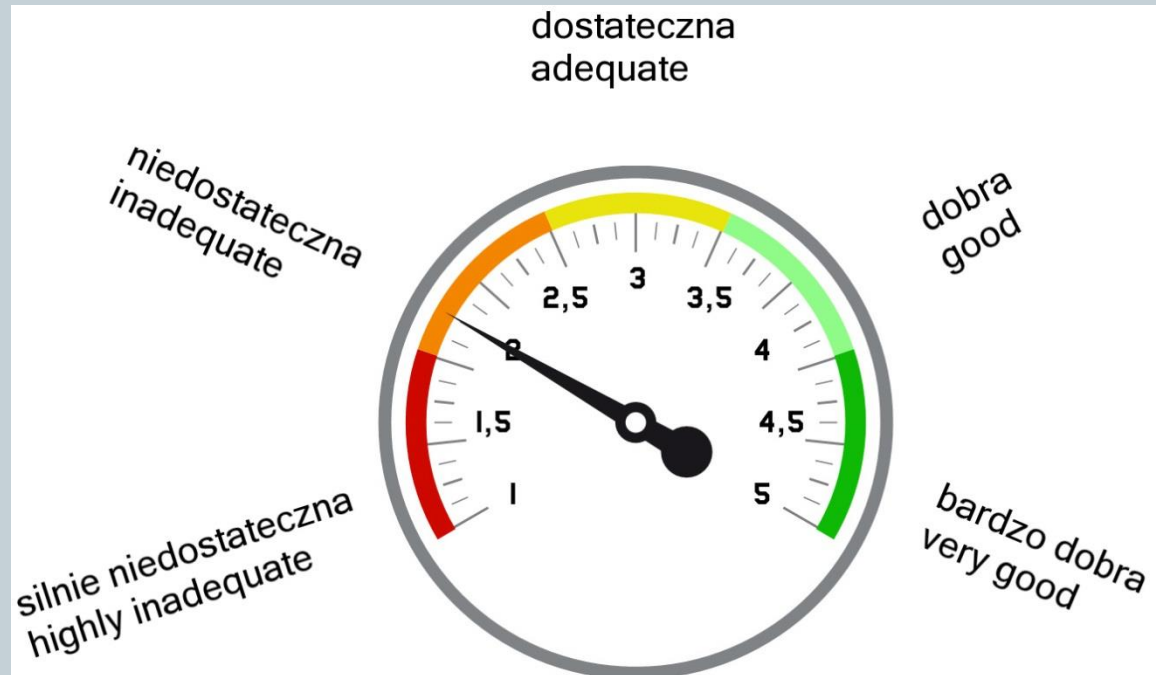 dostateczna
adequate
niedostateczna
inadequate
dobra
good
silnie niedostateczna
highly inadequate
bardzo dobra
very good
1
1,5
2
2,5
3
3,5
4
4,5
5